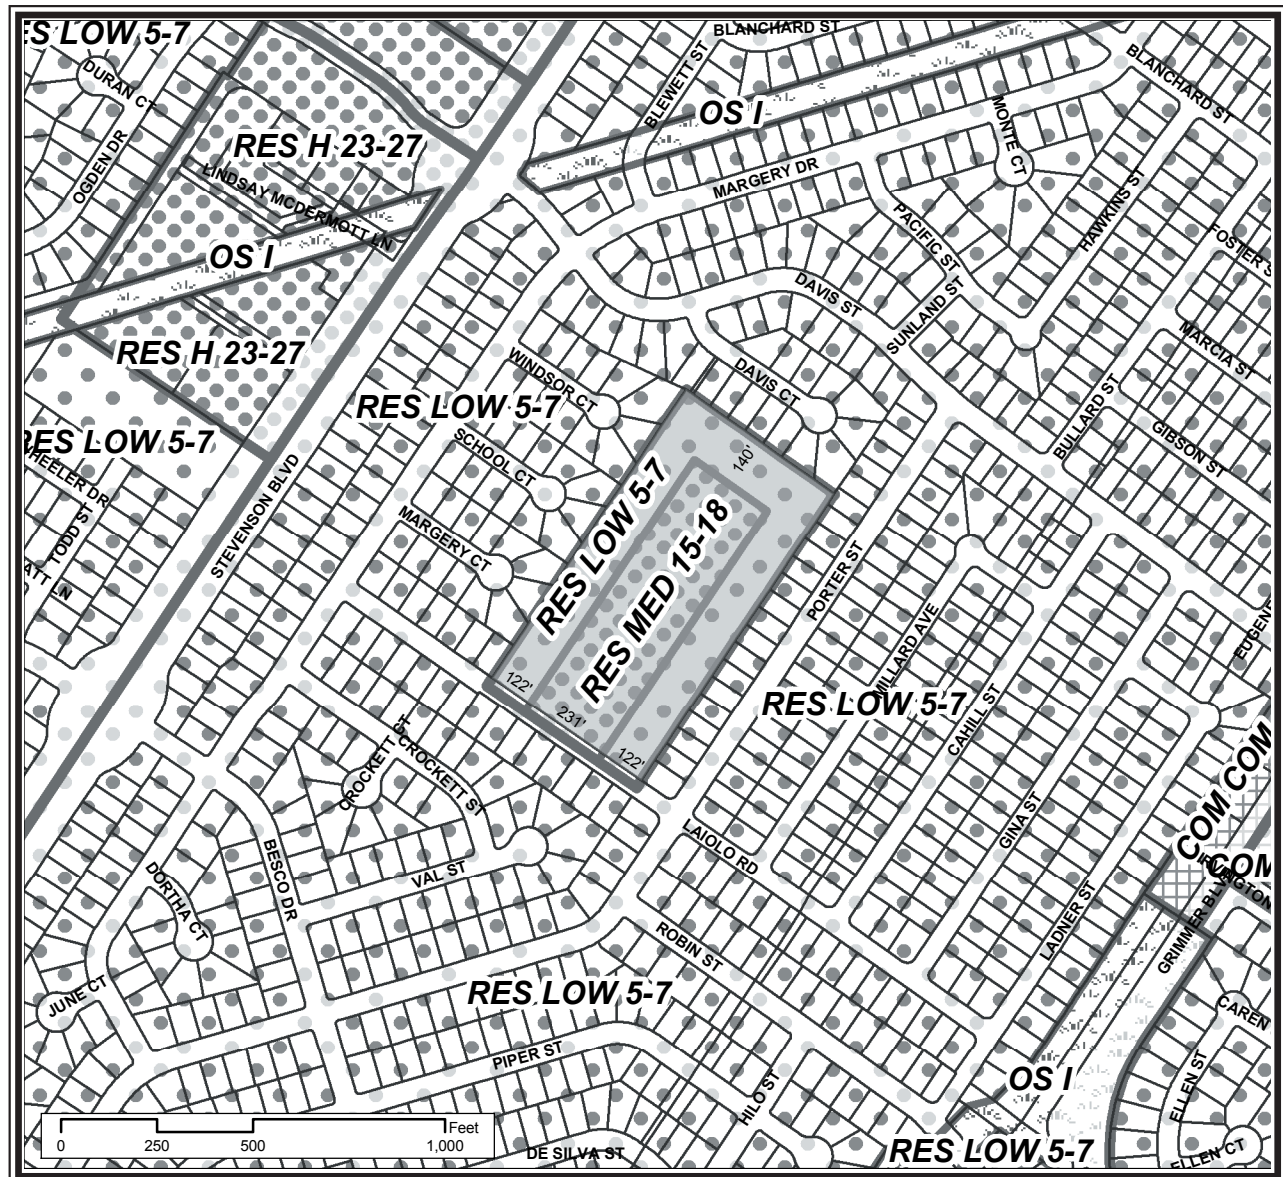 ES LOW 5-7
BLANCHARD ST
DURAN CT
BLEWETT ST
BLANCHARD ST
OS I
MONTE CT
OGDEN DR
RES H 23-27
LINDSAY MCDERMOTT LN
MARGERY DR
HAWKINS ST
PACIFIC ST
FOSTER S
OS I
DAVIS ST
SUNLAND ST
MARCIA ST
RES H 23-27
WINDSOR CT
DAVIS CT
RES LOW 5-7
BULLARD ST
RES LOW 5-7
SCHOOL CT
GIBSON ST
HEELER DR
140'
TODD ST
STEVENSON BLVD
MARGERY CT
RES LOW 5-7
RES MED 15-18
ATT LN
PORTER ST
EUGENE
MILLARD AVE
122'
231'
122'
RES LOW 5-7
CAHILL ST
CROCKETT CT
CROCKETT ST
COM COM
COM
IRVINGTON
GINA ST
BESCO DR
VAL ST
LAIOLO RD
DORTHA CT
LADNER ST
GRIMMER BLV
ROBIN ST
JUNE CT
RES LOW 5-7
CAREN
PIPER ST
HILO ST
OS I
ELLEN ST
Feet
0 250 500 1,000
DE SILVA ST
RES LOW 5-7
ELLEN CT